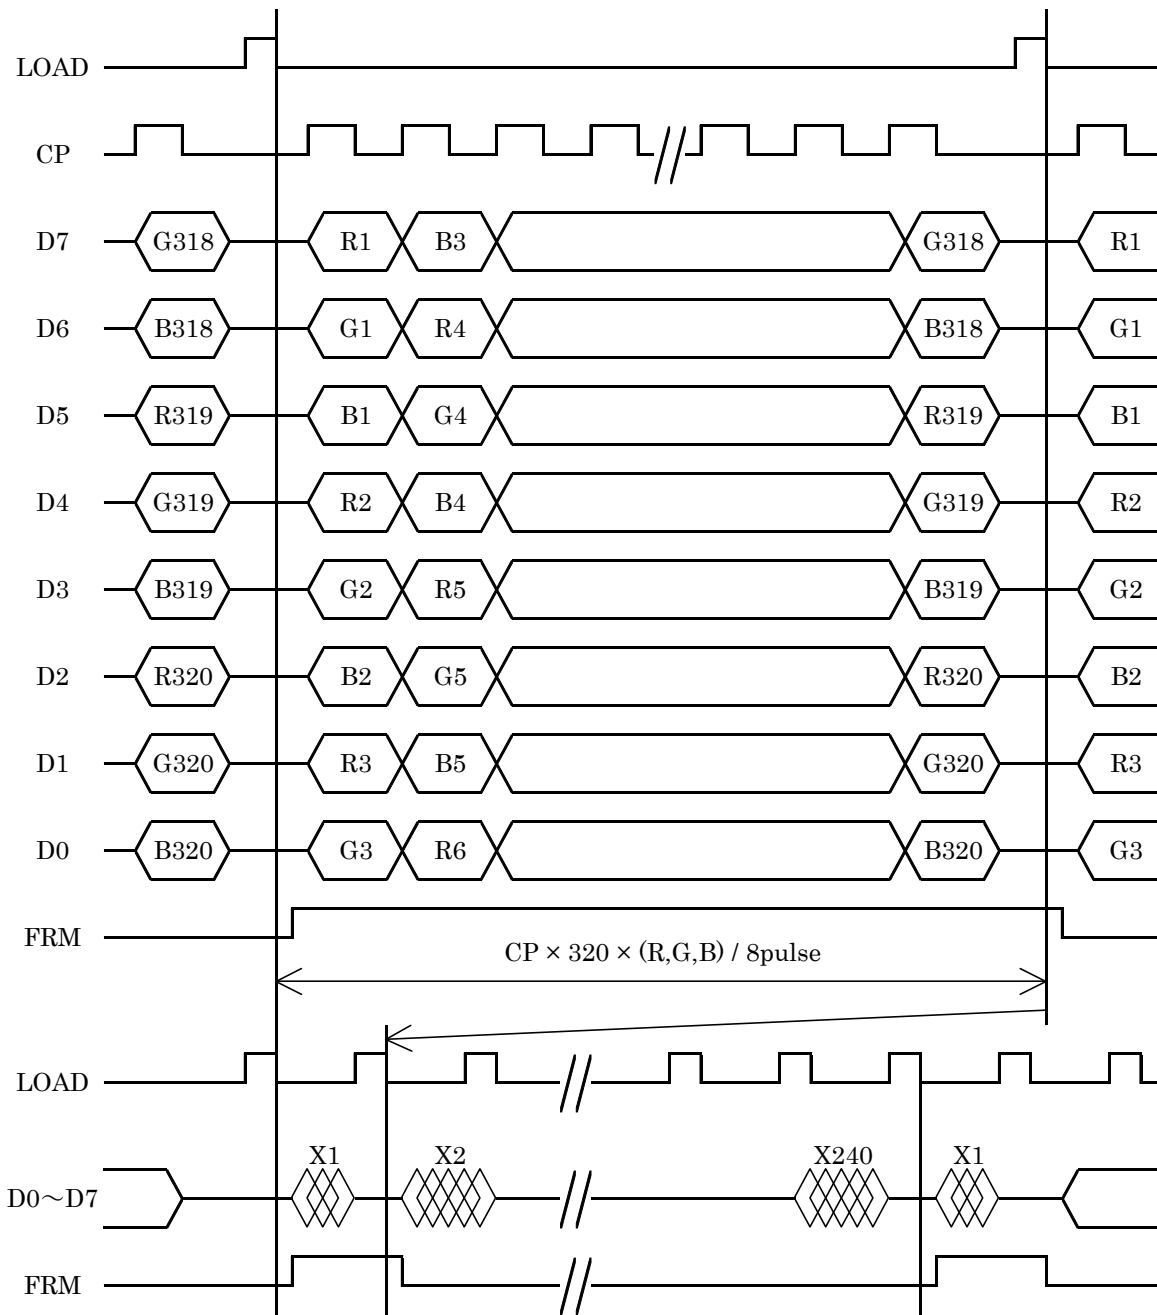 LOAD
CP
D7 G318 R1 B3 G318 R1
D6 B318 G1 R4 B318 G1
D5 R319 B1 G4 R319 B1
D4 G319 R2 B4 G319 R2
D3 B319 G2 R5 B319 G2
D2 R320 B2 G5 R320 B2
D1 G320 R3 B5 G320 R3
D0 B320 G3 R6 B320 G3
FRM
CP × 320 × (R,G,B) / 8pulse
LOAD
X1 X2 X240 X1
D0～D7
FRM